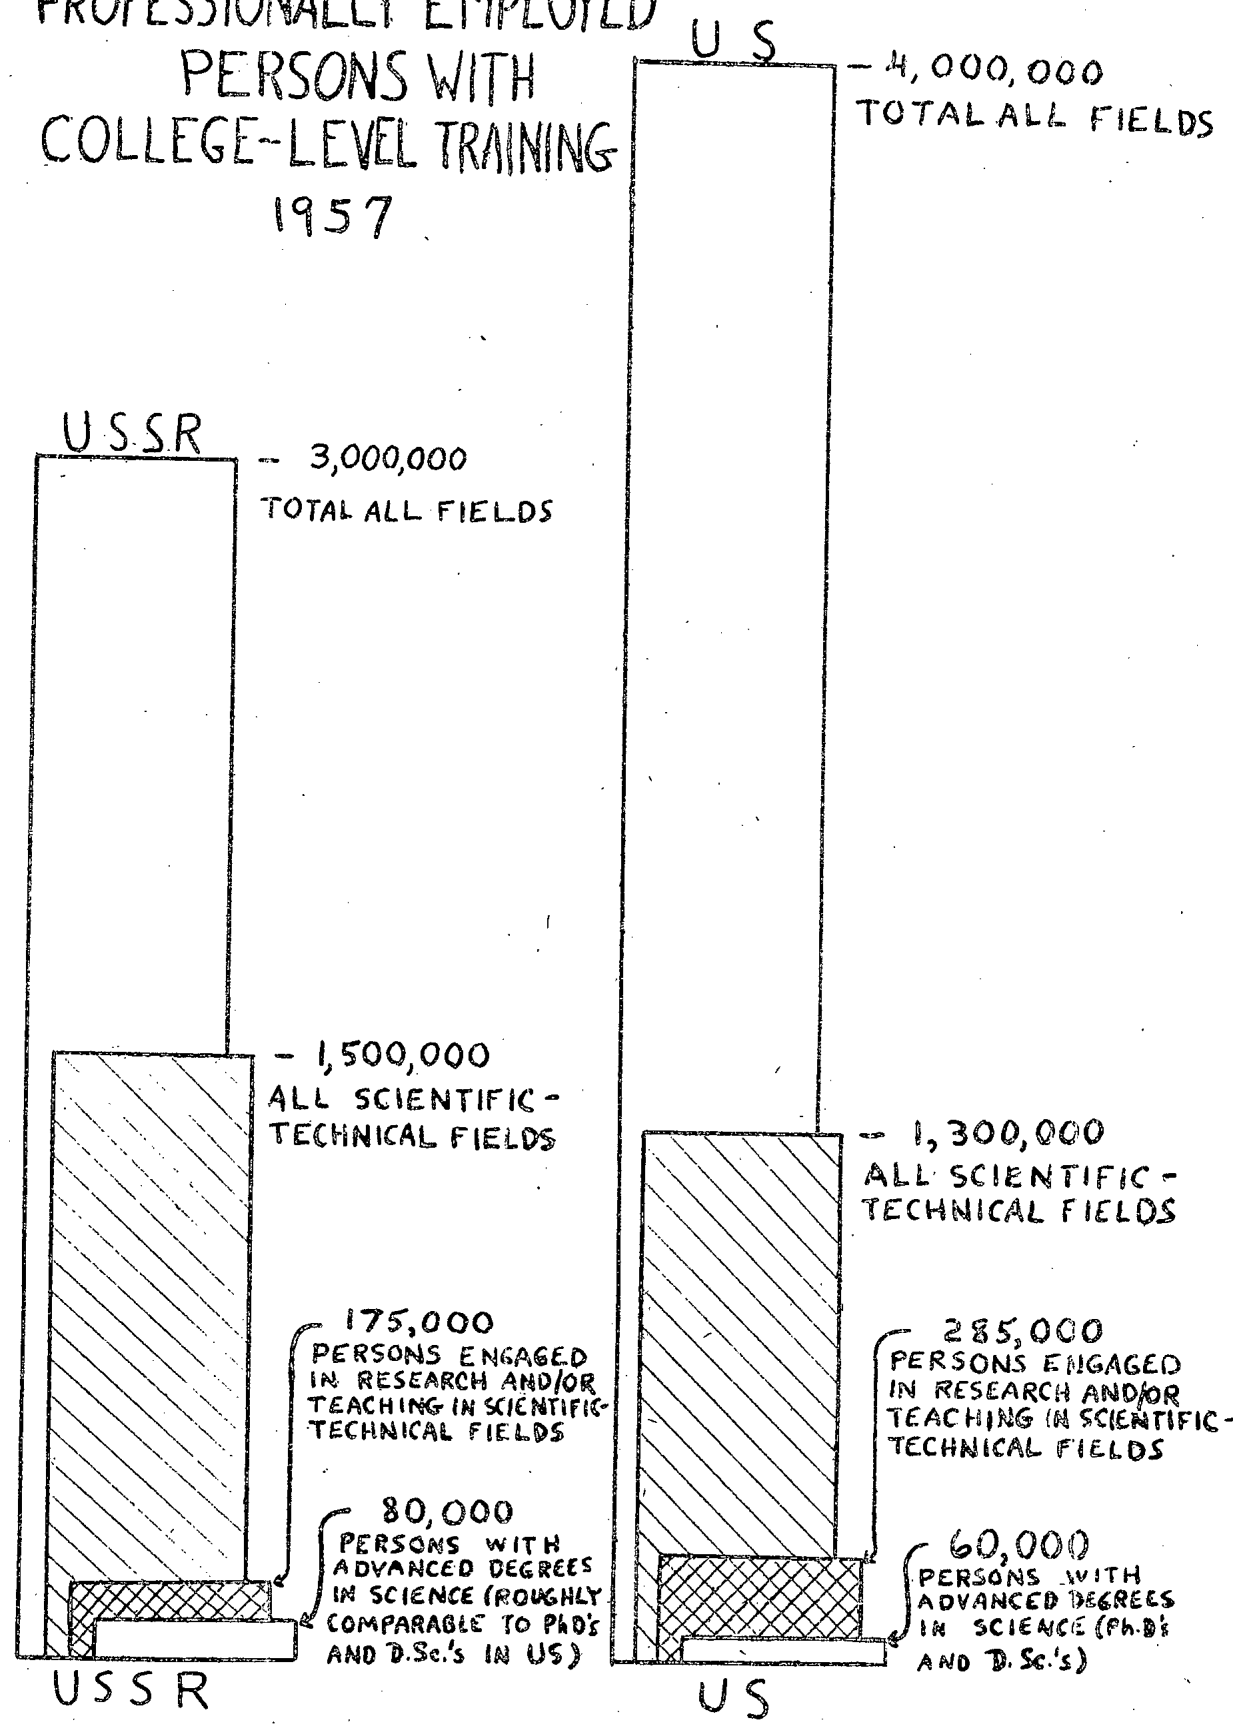 PROFESSIONALLY EMPLOYED
PERSONS WITH
COLLEGE-LEVEL TRAINING
1957
U S
- 4,000,000
TOTAL ALL FIELDS
U.S.S.R
- 3,000,000
TOTAL ALL FIELDS
- 1,500,000
ALL SCIENTIFIC-
TECHNICAL FIELDS
- 1,300,000
ALL SCIENTIFIC-
TECHNICAL FIELDS
175,000
PERSONS ENGAGED
IN RESEARCH AND/OR
TEACHING IN SCIENTIFIC-
TECHNICAL FIELDS
285,000
PERSONS ENGAGED
IN RESEARCH AND/OR
TEACHING IN SCIENTIFIC-
TECHNICAL FIELDS
80,000
PERSONS WITH
ADVANCED DEGREES
IN SCIENCE (ROUGHLY
COMPARABLE TO PhD's
AND D.Sc.'s IN US)
60,000
PERSONS WITH
ADVANCED DEGREES
IN SCIENCE (Ph.D's
AND D.Sc.'s)
USSR
US